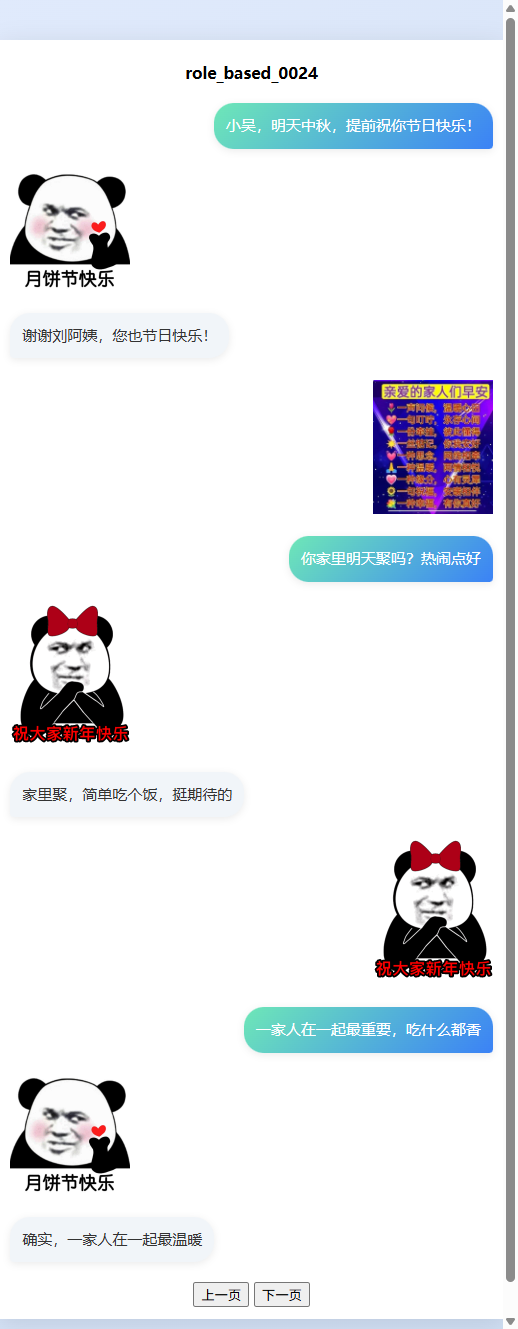 role_based_0024
小吴，明天中秋，提前祝你节日快乐！
月饼节快乐
谢谢刘阿姨，您也节日快乐！
亲爱的家人们早安
你家里明天聚吗？热闹点好
祝大家新年快乐
家里聚，简单吃个饭，挺期待的
祝大家新年快乐
一家人在一起最重要，吃什么都香
月饼节快乐
确实，一家人在一起最温暖
上一页 下一页